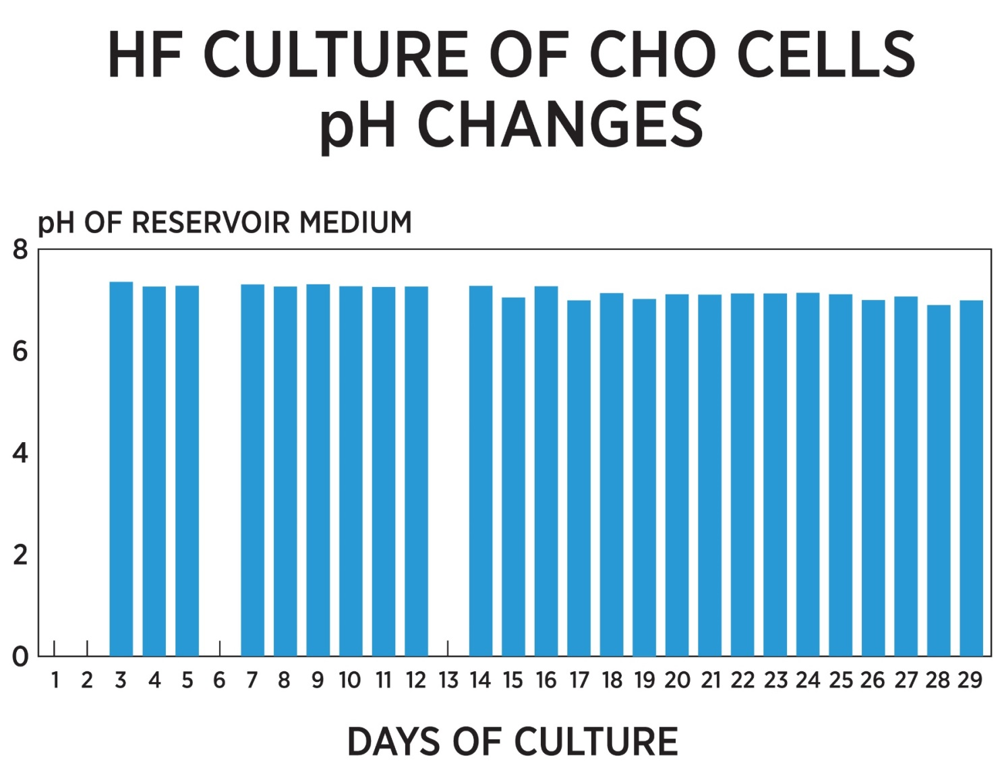 HF CULTURE OF CHO CELLS
pH CHANGES
pH OF RESERVOIR MEDIUM
8
6
4
2
0
1 2 3 4 5 6 7 8 9 10 11 12 13 14 15 16 17 18 19 20 21 22 23 24 25 26 27 28 29
DAYS OF CULTURE